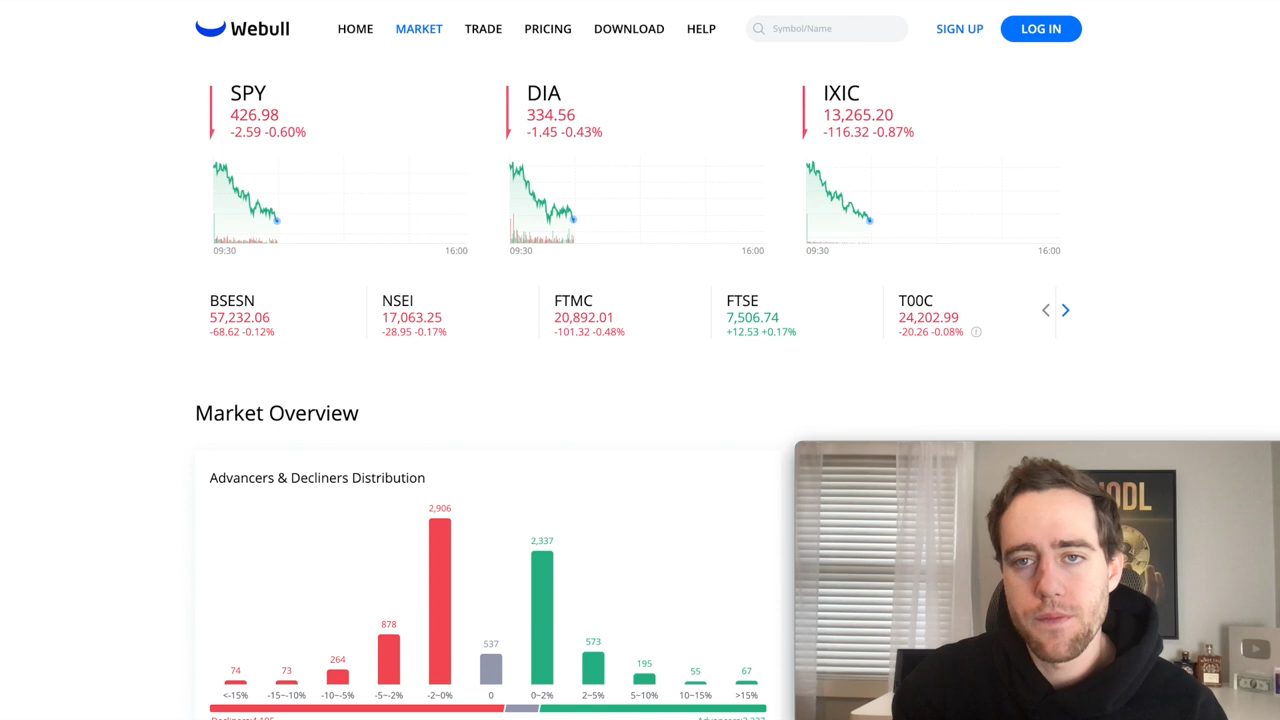 Webull
HOME MARKET TRADE PRICING DOWNLOAD HELP Symbol/Name SIGN UP LOG IN
SPY
426.98
-2.59 -0.60%
09:30 16:00
DIA
334.56
-1.45 -0.43%
09:30 16:00
IXIC
13,265.20
-116.32 -0.87%
09:30 16:00
BSESN
57,232.06
-68.62 -0.12%
NSEI
17,063.25
-28.95 -0.17%
FTMC
20,892.01
-101.32 -0.48%
FTSE
7,506.74
+12.53 +0.17%
T00C
24,202.99
-20.26 -0.08%
Market Overview
Advancers & Decliners Distribution
74 73 264 878 2,906 537 2,337 573 195 55 67
<-15% -15~-10% -10~-5% -5~-2% -2~0% 0 0~2% 2~5% 5~10% 10~15% >15%